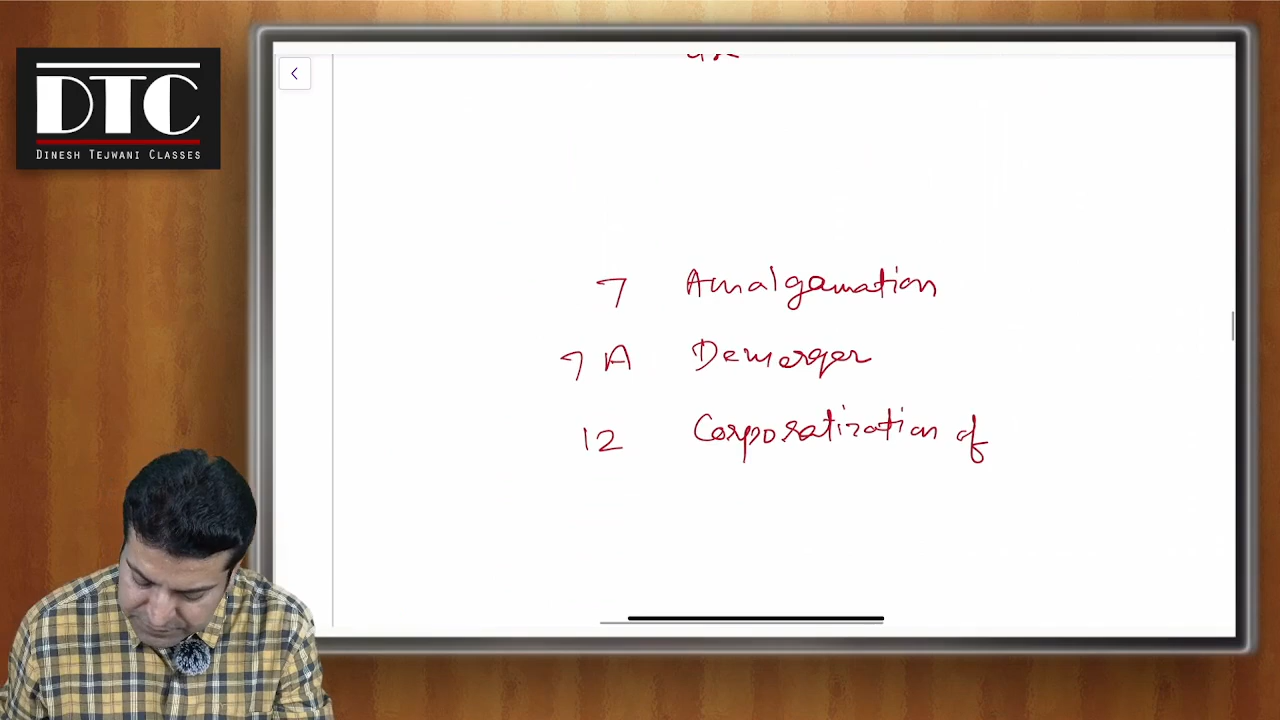 DTC
DINESH TEJWANI CLASSES
7 Amalgamation
7A Demerger
12 Corporatization of